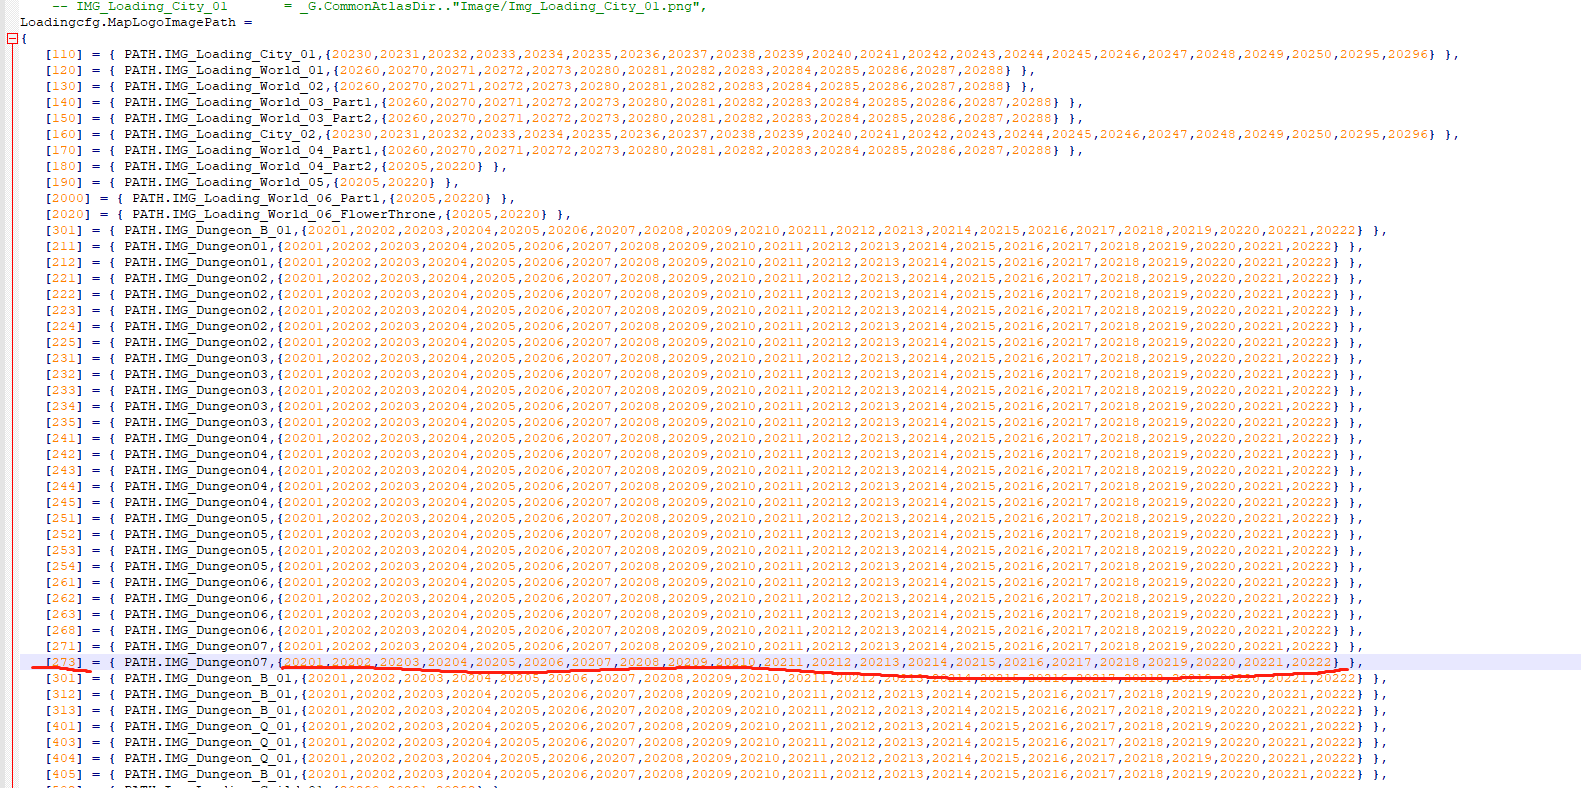 -- IMG_Loading_City_01       = _G.CommonAtlasDir.."Image/Img_Loading_City_01.png",
Loadingcfg.MapLogoImagePath =
{
[110] = { PATH.IMG_Loading_City_01,{20230,20231,20232,20233,20234,20235,20236,20237,20238,20239,20240,20241,20242,20243,20244,20245,20246,20247,20248,20249,20250,20295,20296} },
[120] = { PATH.IMG_Loading_World_01,{20260,20270,20271,20272,20273,20280,20281,20282,20283,20284,20285,20286,20287,20288} },
[130] = { PATH.IMG_Loading_World_02,{20260,20270,20271,20272,20273,20280,20281,20282,20283,20284,20285,20286,20287,20288} },
[140] = { PATH.IMG_Loading_World_03_Part1,{20260,20270,20271,20272,20273,20280,20281,20282,20283,20284,20285,20286,20287,20288} },
[150] = { PATH.IMG_Loading_World_03_Part2,{20260,20270,20271,20272,20273,20280,20281,20282,20283,20284,20285,20286,20287,20288} },
[160] = { PATH.IMG_Loading_City_02,{20230,20231,20232,20233,20234,20235,20236,20237,20238,20239,20240,20241,20242,20243,20244,20245,20246,20247,20248,20249,20250,20295,20296} },
[170] = { PATH.IMG_Loading_World_04_Part1,{20260,20270,20271,20272,20273,20280,20281,20282,20283,20284,20285,20286,20287,20288} },
[180] = { PATH.IMG_Loading_World_04_Part2,{20205,20220} },
[190] = { PATH.IMG_Loading_World_05,{20205,20220} },
[2000] = { PATH.IMG_Loading_World_06_Part1,{20205,20220} },
[2020] = { PATH.IMG_Loading_World_06_FlowerThrone,{20205,20220} },
[301] = { PATH.IMG_Dungeon_B_01,{20201,20202,20203,20204,20205,20206,20207,20208,20209,20210,20211,20212,20213,20214,20215,20216,20217,20218,20219,20220,20221,20222} },
[211] = { PATH.IMG_Dungeon01,{20201,20202,20203,20204,20205,20206,20207,20208,20209,20210,20211,20212,20213,20214,20215,20216,20217,20218,20219,20220,20221,20222} },
[212] = { PATH.IMG_Dungeon01,{20201,20202,20203,20204,20205,20206,20207,20208,20209,20210,20211,20212,20213,20214,20215,20216,20217,20218,20219,20220,20221,20222} },
[221] = { PATH.IMG_Dungeon02,{20201,20202,20203,20204,20205,20206,20207,20208,20209,20210,20211,20212,20213,20214,20215,20216,20217,20218,20219,20220,20221,20222} },
[222] = { PATH.IMG_Dungeon02,{20201,20202,20203,20204,20205,20206,20207,20208,20209,20210,20211,20212,20213,20214,20215,20216,20217,20218,20219,20220,20221,20222} },
[223] = { PATH.IMG_Dungeon02,{20201,20202,20203,20204,20205,20206,20207,20208,20209,20210,20211,20212,20213,20214,20215,20216,20217,20218,20219,20220,20221,20222} },
[224] = { PATH.IMG_Dungeon02,{20201,20202,20203,20204,20205,20206,20207,20208,20209,20210,20211,20212,20213,20214,20215,20216,20217,20218,20219,20220,20221,20222} },
[225] = { PATH.IMG_Dungeon02,{20201,20202,20203,20204,20205,20206,20207,20208,20209,20210,20211,20212,20213,20214,20215,20216,20217,20218,20219,20220,20221,20222} },
[231] = { PATH.IMG_Dungeon03,{20201,20202,20203,20204,20205,20206,20207,20208,20209,20210,20211,20212,20213,20214,20215,20216,20217,20218,20219,20220,20221,20222} },
[232] = { PATH.IMG_Dungeon03,{20201,20202,20203,20204,20205,20206,20207,20208,20209,20210,20211,20212,20213,20214,20215,20216,20217,20218,20219,20220,20221,20222} },
[233] = { PATH.IMG_Dungeon03,{20201,20202,20203,20204,20205,20206,20207,20208,20209,20210,20211,20212,20213,20214,20215,20216,20217,20218,20219,20220,20221,20222} },
[234] = { PATH.IMG_Dungeon03,{20201,20202,20203,20204,20205,20206,20207,20208,20209,20210,20211,20212,20213,20214,20215,20216,20217,20218,20219,20220,20221,20222} },
[235] = { PATH.IMG_Dungeon03,{20201,20202,20203,20204,20205,20206,20207,20208,20209,20210,20211,20212,20213,20214,20215,20216,20217,20218,20219,20220,20221,20222} },
[241] = { PATH.IMG_Dungeon04,{20201,20202,20203,20204,20205,20206,20207,20208,20209,20210,20211,20212,20213,20214,20215,20216,20217,20218,20219,20220,20221,20222} },
[242] = { PATH.IMG_Dungeon04,{20201,20202,20203,20204,20205,20206,20207,20208,20209,20210,20211,20212,20213,20214,20215,20216,20217,20218,20219,20220,20221,20222} },
[243] = { PATH.IMG_Dungeon04,{20201,20202,20203,20204,20205,20206,20207,20208,20209,20210,20211,20212,20213,20214,20215,20216,20217,20218,20219,20220,20221,20222} },
[244] = { PATH.IMG_Dungeon04,{20201,20202,20203,20204,20205,20206,20207,20208,20209,20210,20211,20212,20213,20214,20215,20216,20217,20218,20219,20220,20221,20222} },
[245] = { PATH.IMG_Dungeon04,{20201,20202,20203,20204,20205,20206,20207,20208,20209,20210,20211,20212,20213,20214,20215,20216,20217,20218,20219,20220,20221,20222} },
[251] = { PATH.IMG_Dungeon05,{20201,20202,20203,20204,20205,20206,20207,20208,20209,20210,20211,20212,20213,20214,20215,20216,20217,20218,20219,20220,20221,20222} },
[252] = { PATH.IMG_Dungeon05,{20201,20202,20203,20204,20205,20206,20207,20208,20209,20210,20211,20212,20213,20214,20215,20216,20217,20218,20219,20220,20221,20222} },
[253] = { PATH.IMG_Dungeon05,{20201,20202,20203,20204,20205,20206,20207,20208,20209,20210,20211,20212,20213,20214,20215,20216,20217,20218,20219,20220,20221,20222} },
[254] = { PATH.IMG_Dungeon05,{20201,20202,20203,20204,20205,20206,20207,20208,20209,20210,20211,20212,20213,20214,20215,20216,20217,20218,20219,20220,20221,20222} },
[261] = { PATH.IMG_Dungeon06,{20201,20202,20203,20204,20205,20206,20207,20208,20209,20210,20211,20212,20213,20214,20215,20216,20217,20218,20219,20220,20221,20222} },
[262] = { PATH.IMG_Dungeon06,{20201,20202,20203,20204,20205,20206,20207,20208,20209,20210,20211,20212,20213,20214,20215,20216,20217,20218,20219,20220,20221,20222} },
[263] = { PATH.IMG_Dungeon06,{20201,20202,20203,20204,20205,20206,20207,20208,20209,20210,20211,20212,20213,20214,20215,20216,20217,20218,20219,20220,20221,20222} },
[268] = { PATH.IMG_Dungeon06,{20201,20202,20203,20204,20205,20206,20207,20208,20209,20210,20211,20212,20213,20214,20215,20216,20217,20218,20219,20220,20221,20222} },
[271] = { PATH.IMG_Dungeon07,{20201,20202,20203,20204,20205,20206,20207,20208,20209,20210,20211,20212,20213,20214,20215,20216,20217,20218,20219,20220,20221,20222} },
[273] = { PATH.IMG_Dungeon07,{20201,20202,20203,20204,20205,20206,20207,20208,20209,20210,20211,20212,20213,20214,20215,20216,20217,20218,20219,20220,20221,20222} },
[301] = { PATH.IMG_Dungeon_B_01,{20201,20202,20203,20204,20205,20206,20207,20208,20209,20210,20211,20212,20213,20214,20215,20216,20217,20218,20219,20220,20221,20222} },
[312] = { PATH.IMG_Dungeon_B_01,{20201,20202,20203,20204,20205,20206,20207,20208,20209,20210,20211,20212,20213,20214,20215,20216,20217,20218,20219,20220,20221,20222} },
[313] = { PATH.IMG_Dungeon_B_01,{20201,20202,20203,20204,20205,20206,20207,20208,20209,20210,20211,20212,20213,20214,20215,20216,20217,20218,20219,20220,20221,20222} },
[401] = { PATH.IMG_Dungeon_Q_01,{20201,20202,20203,20204,20205,20206,20207,20208,20209,20210,20211,20212,20213,20214,20215,20216,20217,20218,20219,20220,20221,20222} },
[403] = { PATH.IMG_Dungeon_Q_01,{20201,20202,20203,20204,20205,20206,20207,20208,20209,20210,20211,20212,20213,20214,20215,20216,20217,20218,20219,20220,20221,20222} },
[404] = { PATH.IMG_Dungeon_Q_01,{20201,20202,20203,20204,20205,20206,20207,20208,20209,20210,20211,20212,20213,20214,20215,20216,20217,20218,20219,20220,20221,20222} },
[405] = { PATH.IMG_Dungeon_B_01,{20201,20202,20203,20204,20205,20206,20207,20208,20209,20210,20211,20212,20213,20214,20215,20216,20217,20218,20219,20220,20221,20222} },